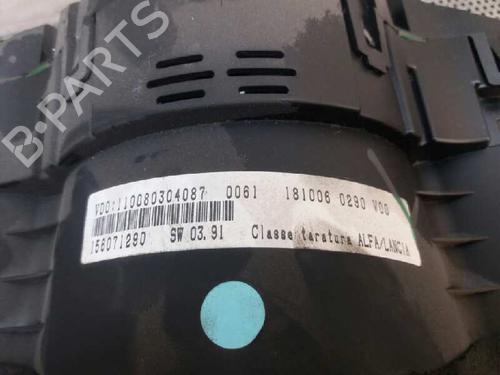 B-PARTS
VDO:110080304087 0061 181006 0290 V00
156071290 SW 03.91 Classe taratura ALFA/LANCIA